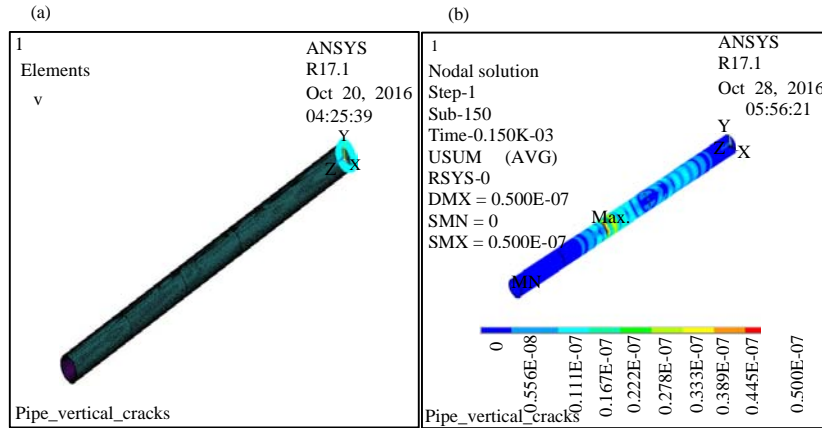 (a)
1
Elements
v
ANSYS
R17.1
Oct 20, 2016
04:25:39
Y
Z
X
Pipe_vertical_cracks
(b)
1
Nodal solution
Step-1
Sub-150
Time-0.150K-03
USUM (AVG)
RSYS-0
DMX = 0.500E-07
SMN = 0
SMX = 0.500E-07
ANSYS
R17.1
Oct 28, 2016
05:56:21
Y
Z
X
Max.
MN
0
0.556E-08
0.111E-07
0.167E-07
0.222E-07
0.278E-07
0.333E-07
0.389E-07
0.445E-07
0.500E-07
Pipe_vertical_cracks